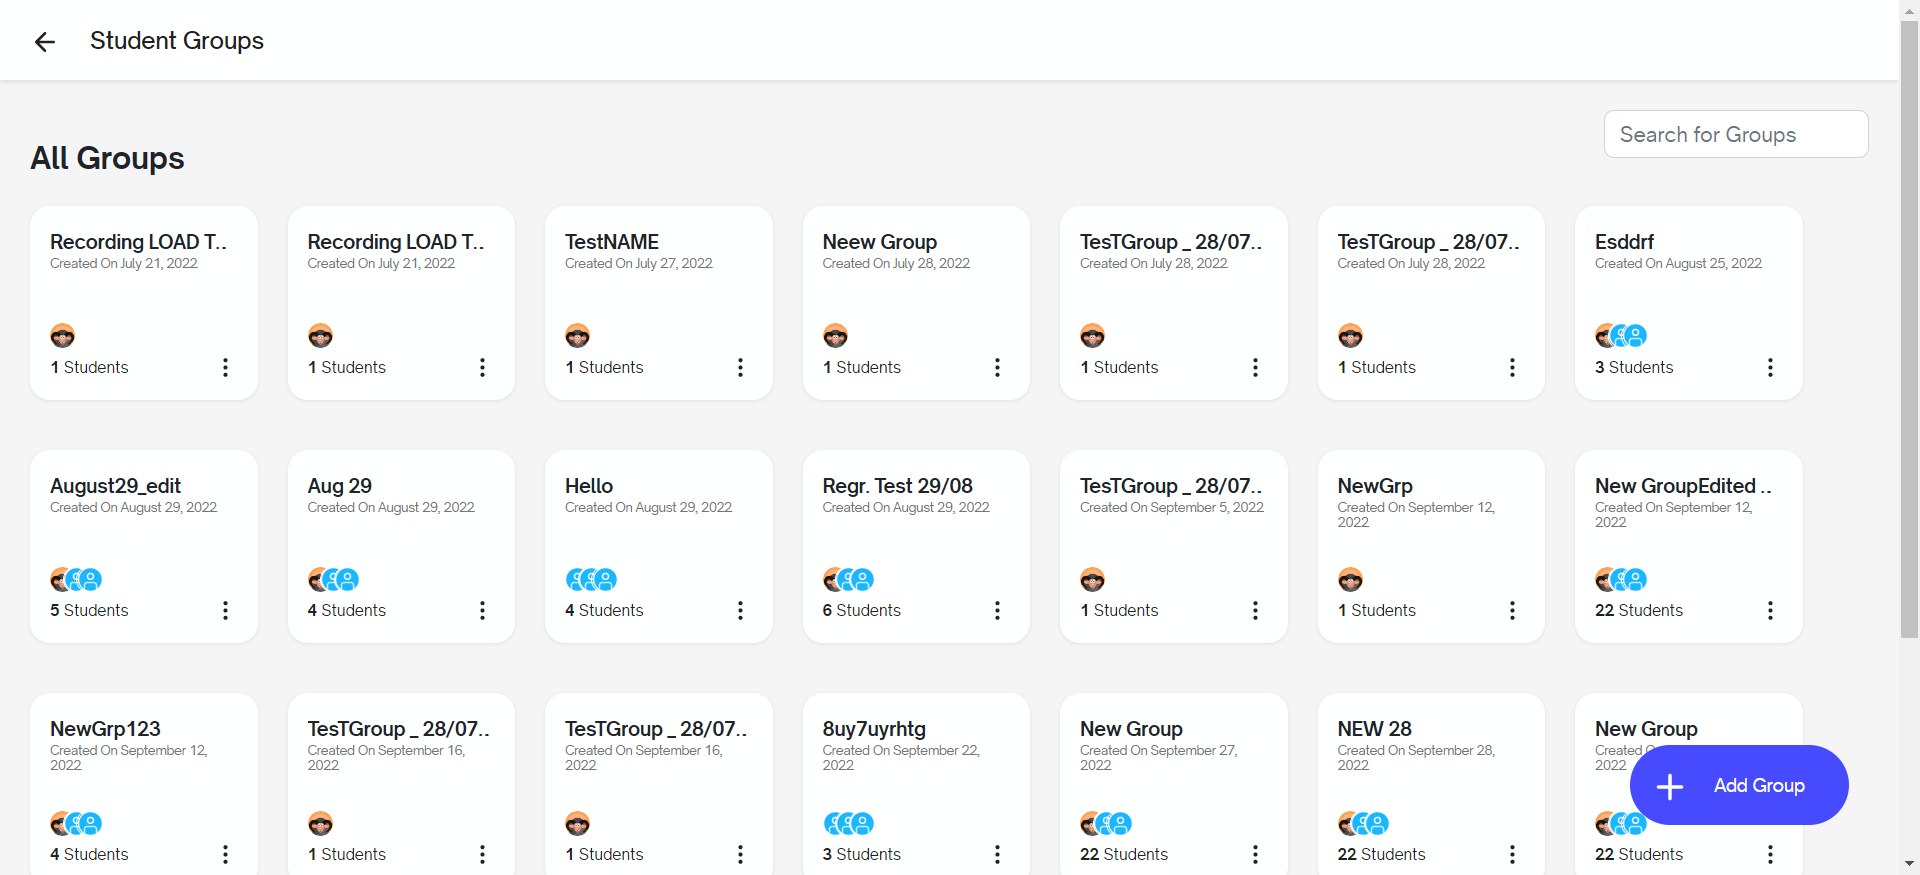 Student Groups
Search for Groups
All Groups
Recording LOAD T..
Created On July 21, 2022
1 Students
Recording LOAD T..
Created On July 21, 2022
1 Students
TestNAME
Created On July 27, 2022
1 Students
Neew Group
Created On July 28, 2022
1 Students
TesTGroup _ 28/07..
Created On July 28, 2022
1 Students
TesTGroup _ 28/07..
Created On July 28, 2022
1 Students
Esddrf
Created On August 25, 2022
3 Students
August29_edit
Created On August 29, 2022
5 Students
Aug 29
Created On August 29, 2022
4 Students
Hello
Created On August 29, 2022
4 Students
Regr. Test 29/08
Created On August 29, 2022
6 Students
TesTGroup _ 28/07..
Created On September 5, 2022
1 Students
NewGrp
Created On September 12,
2022
1 Students
New GroupEdited ..
Created On September 12,
2022
22 Students
NewGrp123
Created On September 12,
2022
4 Students
TesTGroup _ 28/07..
Created On September 16,
2022
1 Students
TesTGroup _ 28/07..
Created On September 16,
2022
1 Students
8uy7uyrhtg
Created On September 22,
2022
3 Students
New Group
Created On September 27,
2022
22 Students
NEW 28
Created On September 28,
2022
22 Students
New Group
Created
2022
22 Students
Add Group